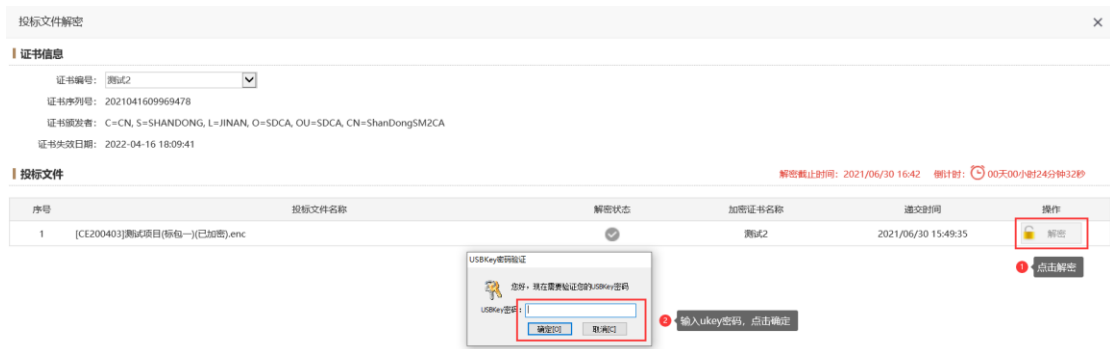 投标文件解密
证书信息
证书编号： 测试2
证书序列号： 2021041609969478
证书颁发者： C=CN, S=SHANDONG, L=JINAN, O=SDCA, OU=SDCA, CN=ShanDongSM2CA
证书失效日期： 2022-04-16 18:09:41
投标文件 解密截止时间：2021/06/30 16:42 倒计时： 00天00小时24分钟32秒
序号 投标文件名称 解密状态 加密证书名称 递交时间 操作
1 [CE200403]测试项目(标包一)(已加密).enc 测试2 2021/06/30 15:49:35 解密
1 点击解密
USBKey密码验证
您好，现在需要验证您的USBKey密码
USBKey密码：
确定[O] 取消[C]
2 输入ukey密码，点击确定